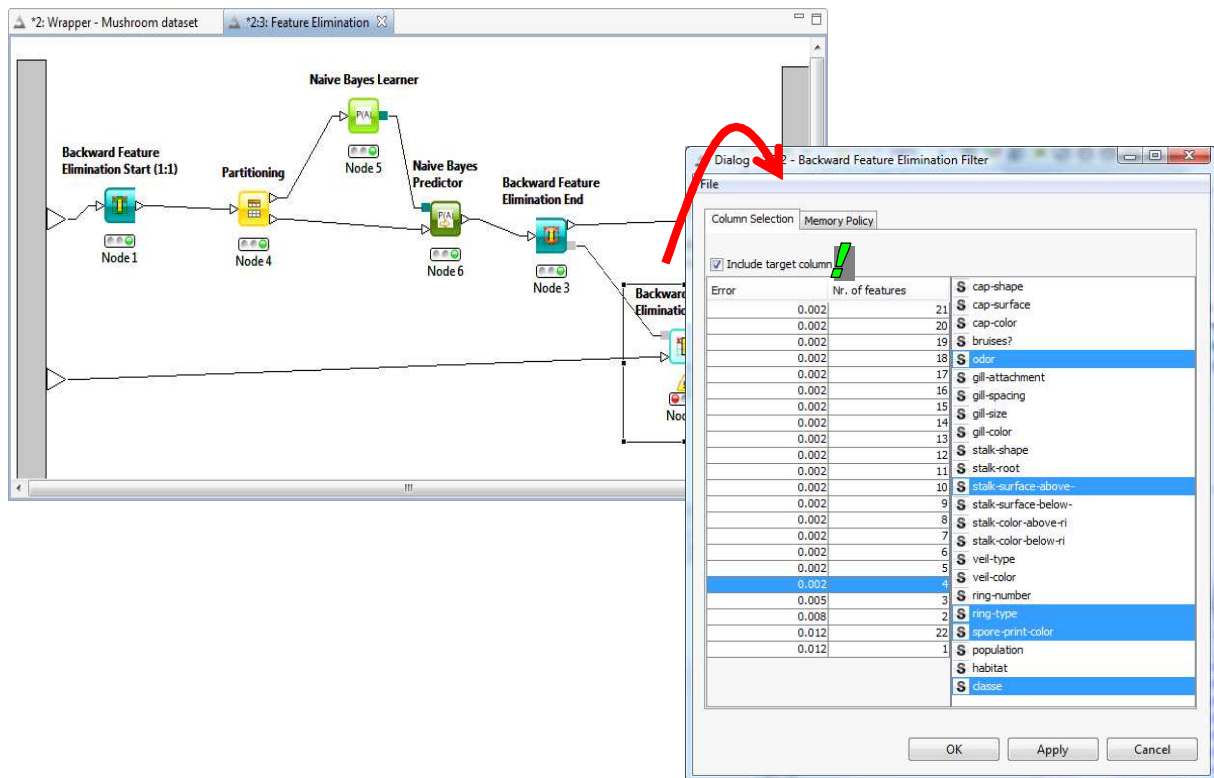 *2: Wrapper - Mushroom dataset
*2:3: Feature Elimination
Naive Bayes Learner
P(A)
Node 5
Backward Feature
Elimination Start (1:1)
Node 1
Partitioning
Node 4
Naive Bayes
Predictor
P(A)
Node 6
Backward Feature
Elimination End
Node 3
Dialog
2 - Backward Feature Elimination Filter
File
Column Selection
Memory Policy
Include target column
!
Error Nr. of features
0.002 21
0.002 20
0.002 19
0.002 18
0.002 17
0.002 16
0.002 15
0.002 14
0.002 13
0.002 12
0.002 11
0.002 10
0.002 9
0.002 8
0.002 7
0.002 6
0.002 5
0.002 4
0.005 3
0.008 2
0.012 22
0.012 1
S cap-shape
S cap-surface
S cap-color
S bruises?
S odor
S gill-attachment
S gill-spacing
S gill-size
S gill-color
S stalk-shape
S stalk-root
S stalk-surface-above-
S stalk-surface-below-
S stalk-color-above-ri
S stalk-color-below-ri
S veil-type
S veil-color
S ring-number
S ring-type
S spore-print-color
S population
S habitat
S classe
OK
Apply
Cancel